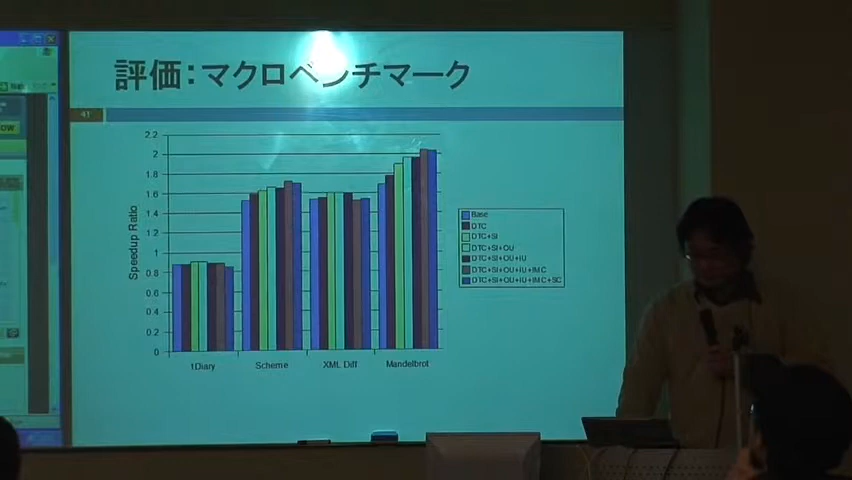 評価：マクロベンチマーク
41
2.2
2
1.8
1.6
1.4
1.2
1
0.8
0.6
0.4
0.2
0
Speedup Ratio
tDiary
Scheme
XML Diff
Mandelbrot
Base
DTC
DTC+SI
DTC+SI+OU
DTC+SI+OU+IU
DTC+SI+OU+IU+IMC
DTC+SI+OU+IU+IMC+SC